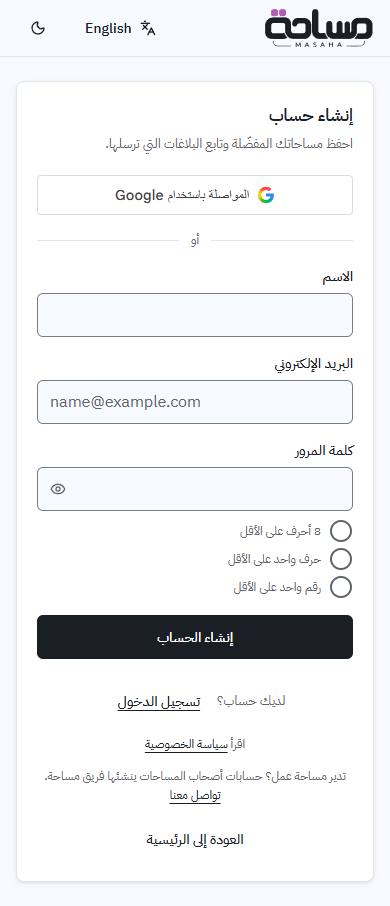 مساحة
MASAHA
English
إنشاء حساب
احفظ مساحاتك المفضّلة وتابع البلاغات التي ترسلها.
المواصلة باستخدام Google
أو
الاسم
البريد الإلكتروني
name@example.com
كلمة المرور
8 أحرف على الأقل
حرف واحد على الأقل
رقم واحد على الأقل
إنشاء الحساب
لديك حساب؟ تسجيل الدخول
اقرأ سياسة الخصوصية
تدير مساحة عمل؟ حسابات أصحاب المساحات ينشئها فريق مساحة.
تواصل معنا
العودة إلى الرئيسية